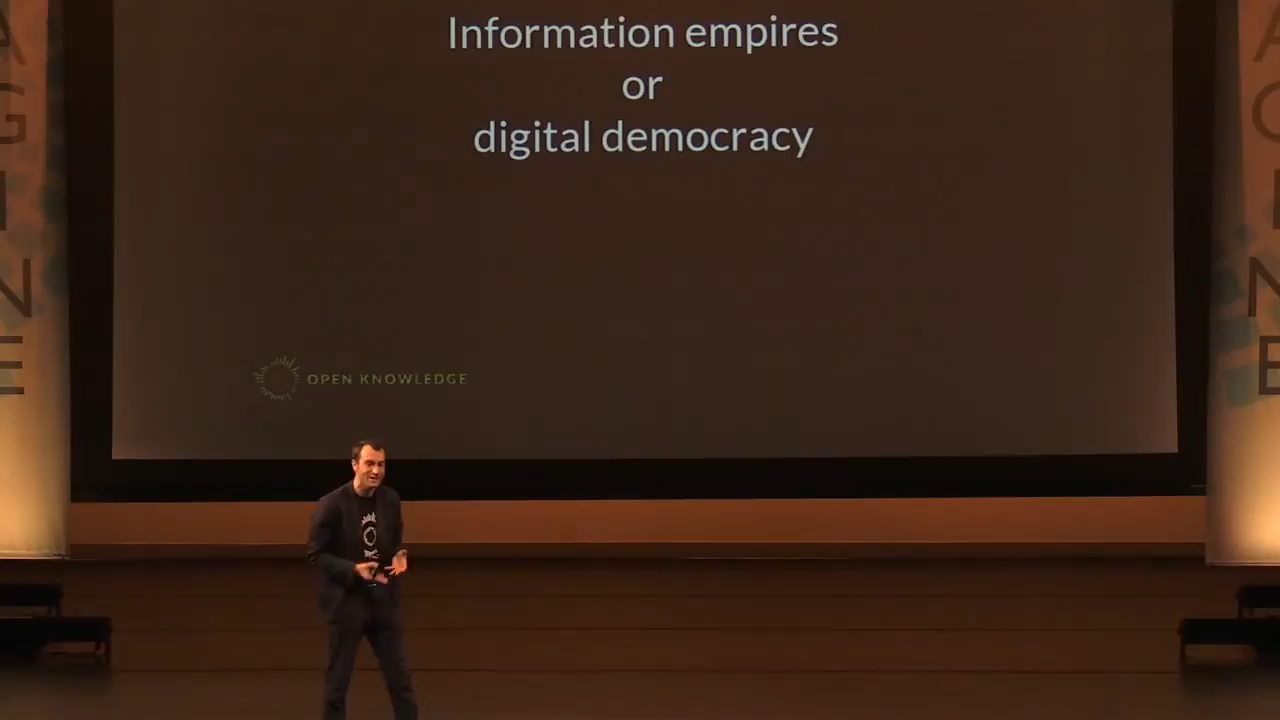 Information empires
or
digital democracy
OPEN KNOWLEDGE
A
G
I
N
E
A
G
I
N
E